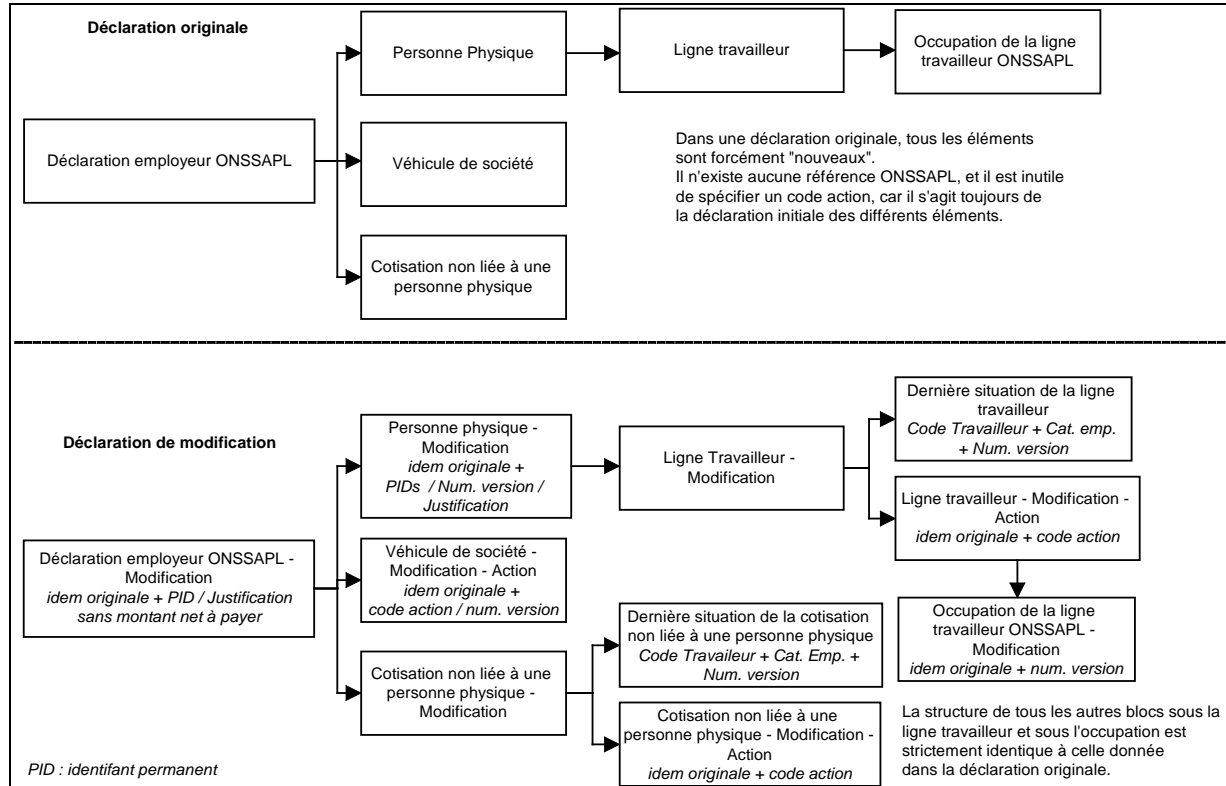 Déclaration originale
Personne Physique
Ligne travailleur
Occupation de la ligne
travailleur ONSSAPL
Déclaration employeur ONSSAPL
Véhicule de société
Cotisation non liée à une
personne physique
Dans une déclaration originale, tous les éléments
sont forcément "nouveaux".
Il n'existe aucune référence ONSSAPL, et il est inutile
de spécifier un code action, car il s'agit toujours de
la déclaration initiale des différents éléments.
Déclaration de modification
Déclaration employeur ONSSAPL -
Modification
idem originale + PID / Justification
sans montant net à payer
Personne physique -
Modification
idem originale +
PIDs / Num. version /
Justification
Ligne Travailleur -
Modification
Dernière situation de la ligne
travailleur
Code Travailleur + Cat. emp.
+ Num. version
Ligne travailleur - Modification -
Action
idem originale + code action
Occupation de la ligne
travailleur ONSSAPL -
Modification
idem originale + num. version
Véhicule de société -
Modification - Action
idem originale +
code action / num. version
Cotisation non liée à une
personne physique -
Modification
Dernière situation de la cotisation
non liée à une personne physique
Code Travaileur + Cat. Emp. +
Num. version
Cotisation non liée à une
personne physique - Modification -
Action
idem originale + code action
La structure de tous les autres blocs sous la
ligne travailleur et sous l'occupation est
strictement identique à celle donnée
dans la déclaration originale.
PID : identifant permanent